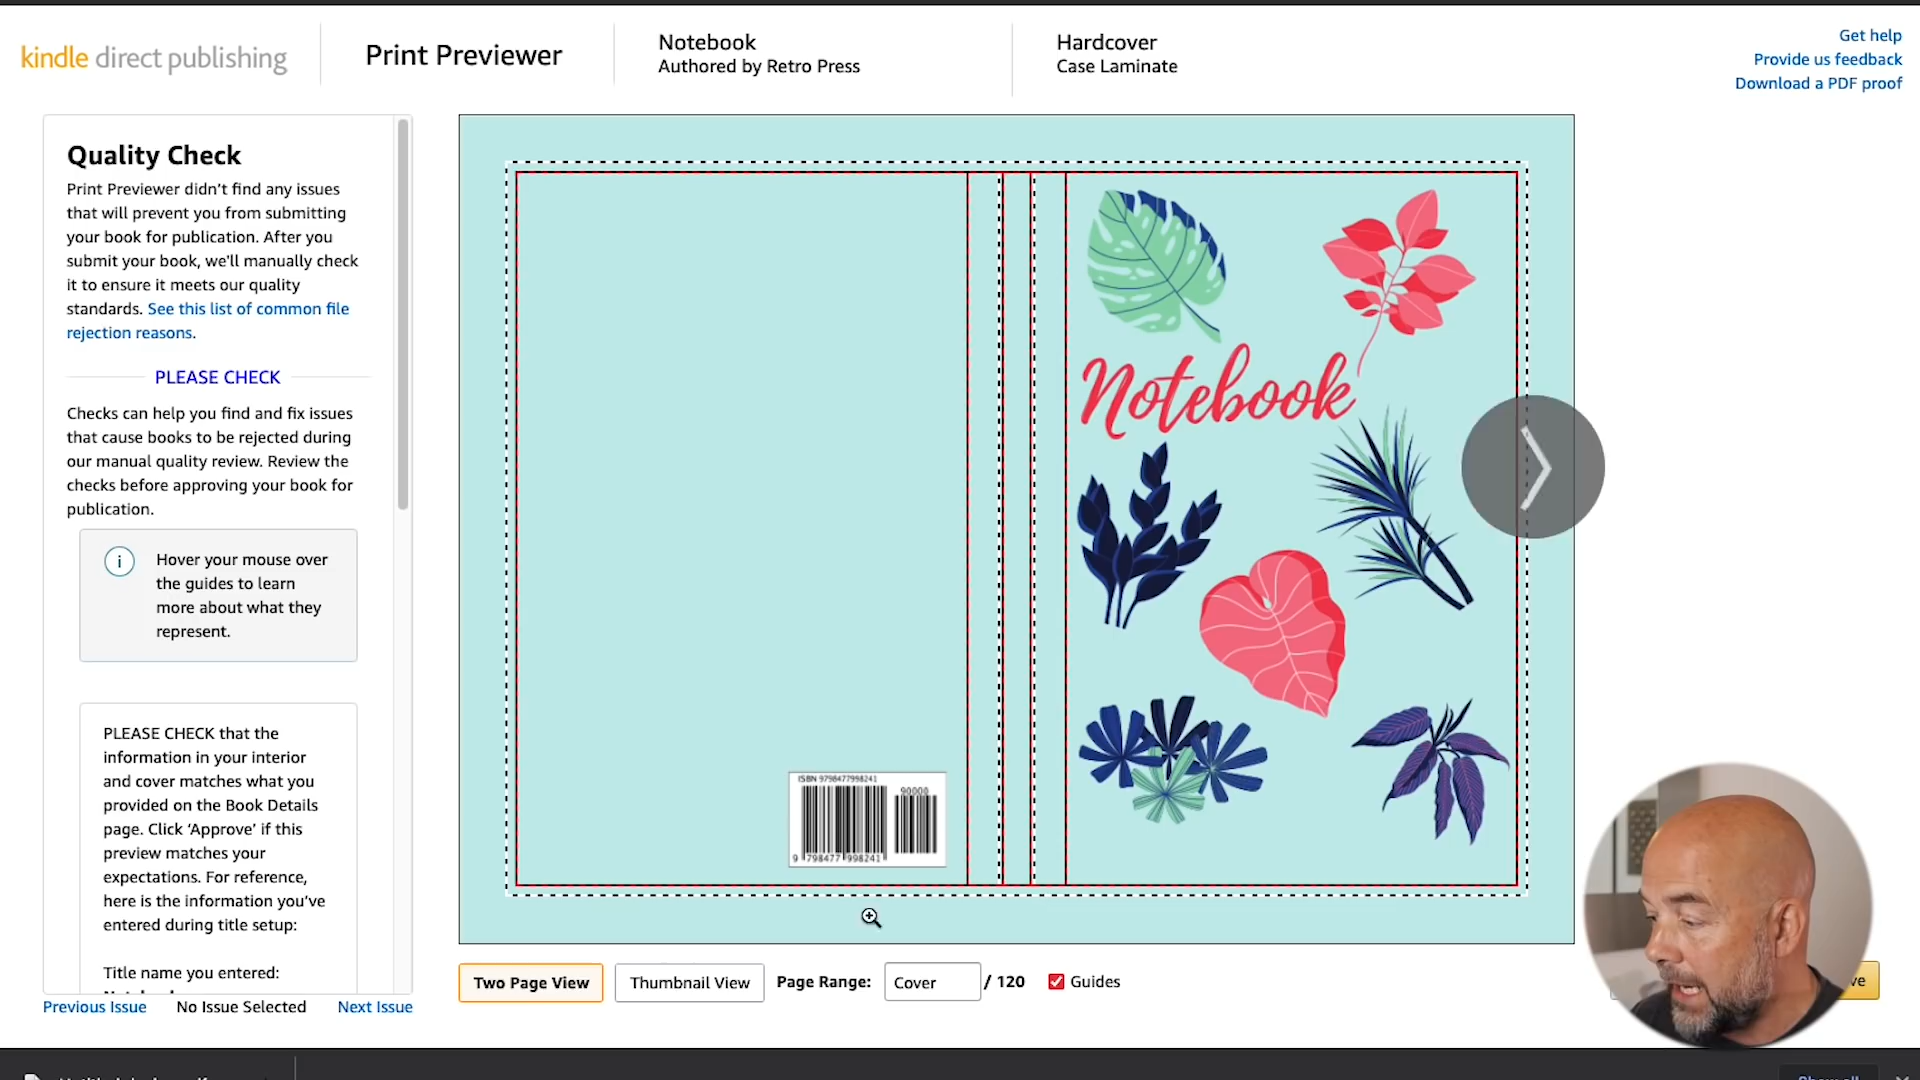 kindle direct publishing
Print Previewer
Notebook
Authored by Retro Press
Hardcover
Case Laminate
Get help
Provide us feedback
Download a PDF proof
Quality Check
Print Previewer didn't find any issues
that will prevent you from submitting
your book for publication. After you
submit your book, we'll manually check
it to ensure it meets our quality
standards. See this list of common file
rejection reasons.
PLEASE CHECK
Checks can help you find and fix issues
that cause books to be rejected during
our manual quality review. Review the
checks before approving your book for
publication.
Hover your mouse over
the guides to learn
more about what they
represent.
PLEASE CHECK that the
information in your interior
and cover matches what you
provided on the Book Details
page. Click 'Approve' if this
preview matches your
expectations. For reference,
here is the information you've
entered during title setup:
Title name you entered:
Previous Issue
No Issue Selected
Next Issue
Notebook
ISBN 9798477998241
90000
9 798477 998241
Two Page View
Thumbnail View
Page Range:
Cover
/ 120
Guides
ve